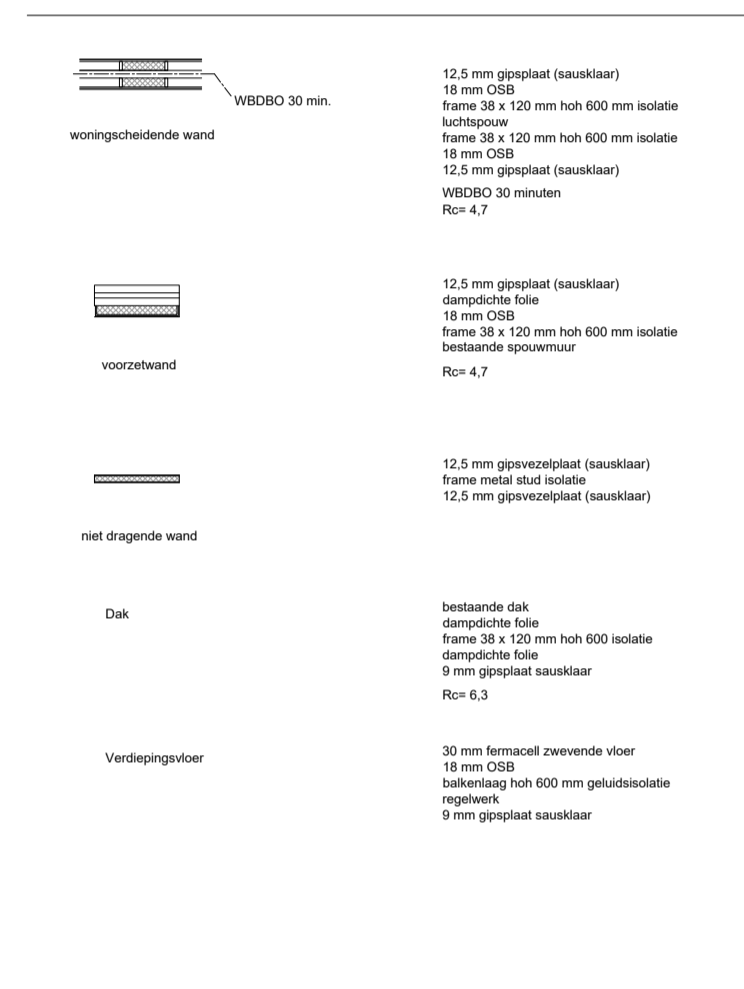 WBDBO 30 min.
woningscheidende wand
12,5 mm gipsplaat (sausklaar)
18 mm OSB
frame 38 x 120 mm hoh 600 mm isolatie
luchtspouw
frame 38 x 120 mm hoh 600 mm isolatie
18 mm OSB
12,5 mm gipsplaat (sausklaar)
WBDBO 30 minuten
Rc= 4,7
voorzetwand
12,5 mm gipsplaat (sausklaar)
dampdichte folie
18 mm OSB
frame 38 x 120 mm hoh 600 mm isolatie
bestaande spouwmuur
Rc= 4,7
niet dragende wand
12,5 mm gipsvezelplaat (sausklaar)
frame metal stud isolatie
12,5 mm gipsvezelplaat (sausklaar)
Dak
bestaande dak
dampdichte folie
frame 38 x 120 mm hoh 600 isolatie
dampdichte folie
9 mm gipsplaat sausklaar
Rc= 6,3
Verdiepingsvloer
30 mm fermacell zwevende vloer
18 mm OSB
balkenlaag hoh 600 mm geluidsisolatie
regelwerk
9 mm gipsplaat sausklaar